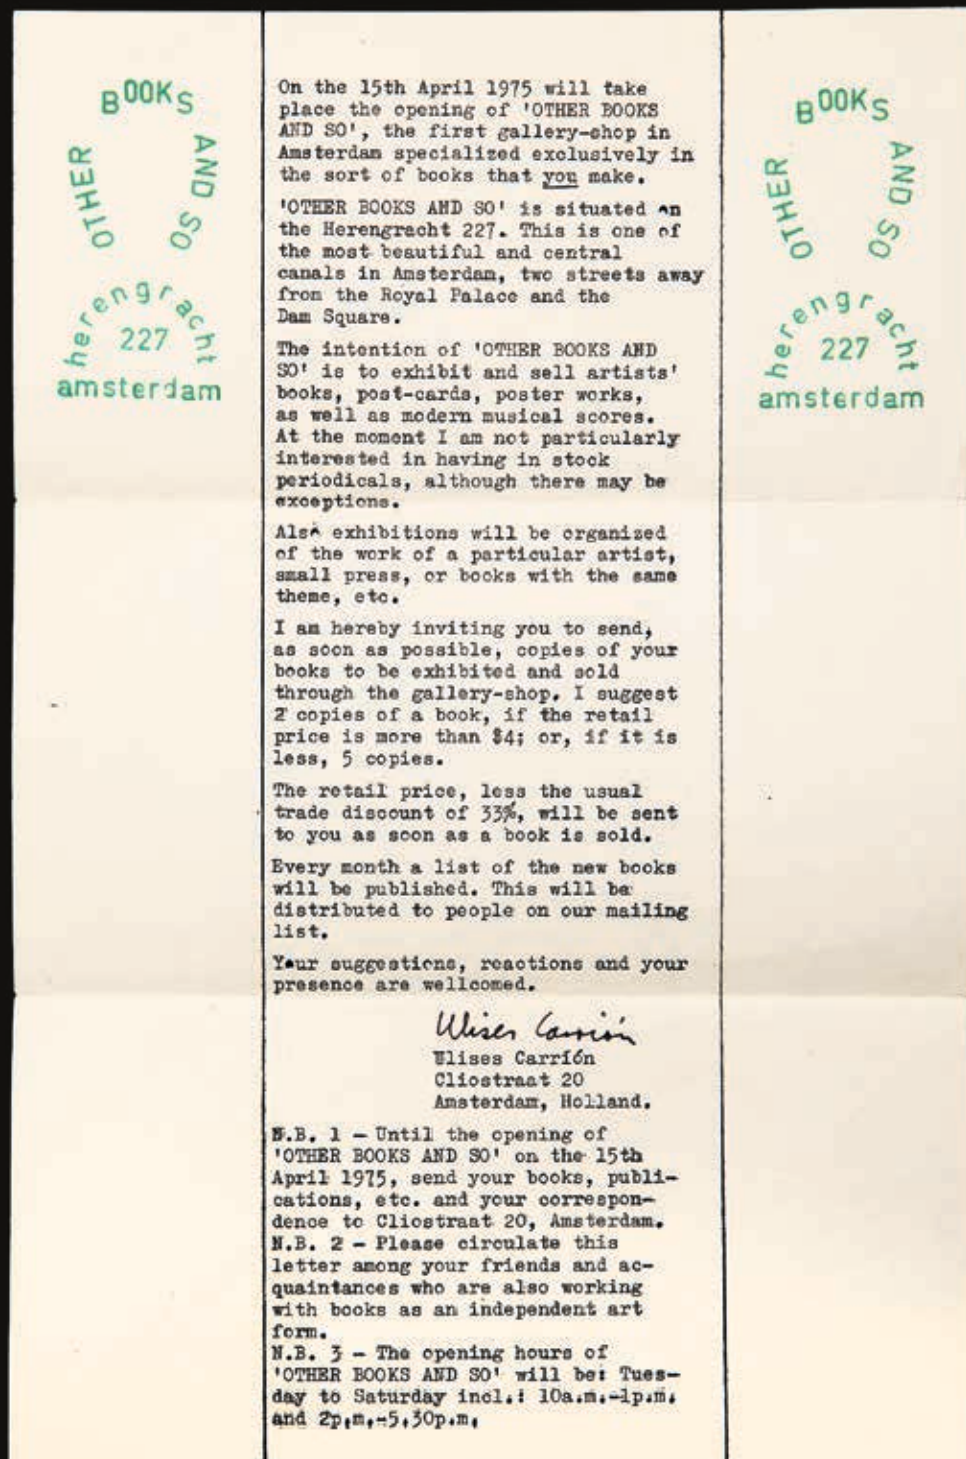 BOOKS
OTHER
AND SO
herengracht
227
amsterdam
On the 15th April 1975 will take
place the opening of 'OTHER BOOKS
AND SO', the first gallery-shop in
Amsterdam specialized exclusively in
the sort of books that you make.
'OTHER BOOKS AND SO' is situated on
the Herengracht 227. This is one of
the most beautiful and central
canals in Amsterdam, two streets away
from the Royal Palace and the
Dam Square.
The intention of 'OTHER BOOKS AND
SO' is to exhibit and sell artists'
books, post-cards, poster works,
as well as modern musical scores.
At the moment I am not particularly
interested in having in stock
periodicals, although there may be
exceptions.
Also exhibitions will be organized
of the work of a particular artist,
small press, or books with the same
theme, etc.
I am hereby inviting you to send,
as soon as possible, copies of your
books to be exhibited and sold
through the gallery-shop. I suggest
2 copies of a book, if the retail
price is more than $4; or, if it is
less, 5 copies.
The retail price, less the usual
trade discount of 33%, will be sent
to you as soon as a book is sold.
Every month a list of the new books
will be published. This will be
distributed to people on our mailing
list.
Your suggestions, reactions and your
presence are wellcomed.
Ulises Carrión
Ulises Carrión
Cliostraat 20
Amsterdam, Holland.
N.B. 1 - Until the opening of
'OTHER BOOKS AND SO' on the 15th
April 1975, send your books, publi-
cations, etc. and your correspon-
dence to Cliostraat 20, Amsterdam.
N.B. 2 - Please circulate this
letter among your friends and ac-
quaintances who are also working
with books as an independent art
form.
N.B. 3 - The opening hours of
'OTHER BOOKS AND SO' will be: Tues-
day to Saturday incl.: 10a.m.-1p.m.
and 2p.m.-5.30p.m.
BOOKS
OTHER
AND SO
herengracht
227
amsterdam